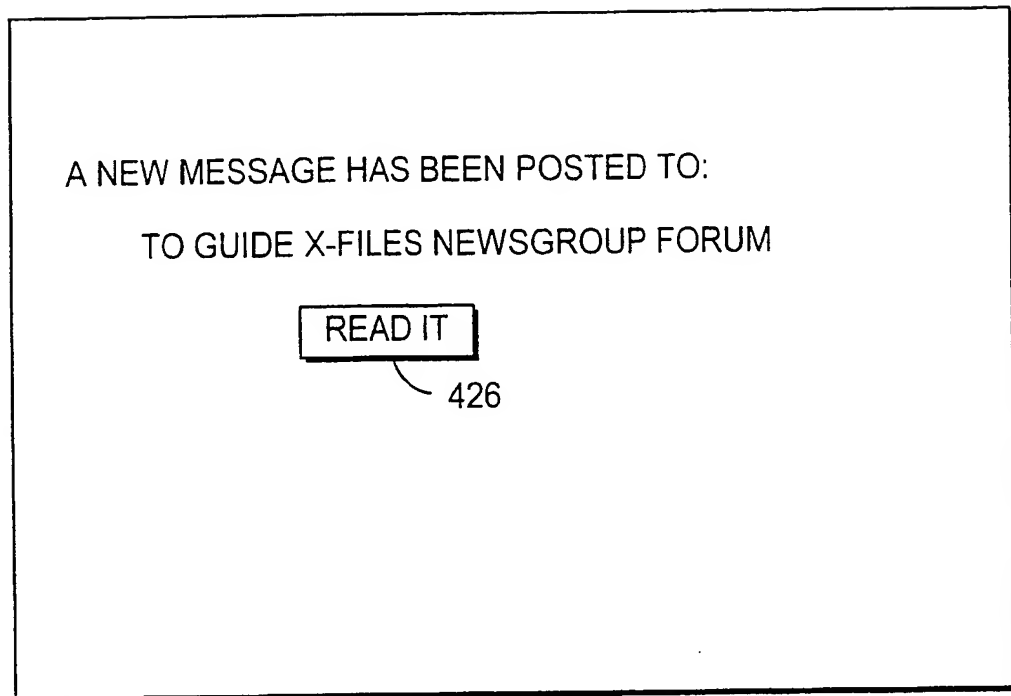 A NEW MESSAGE HAS BEEN POSTED TO:
TO GUIDE X-FILES NEWSGROUP FORUM
READ IT
426